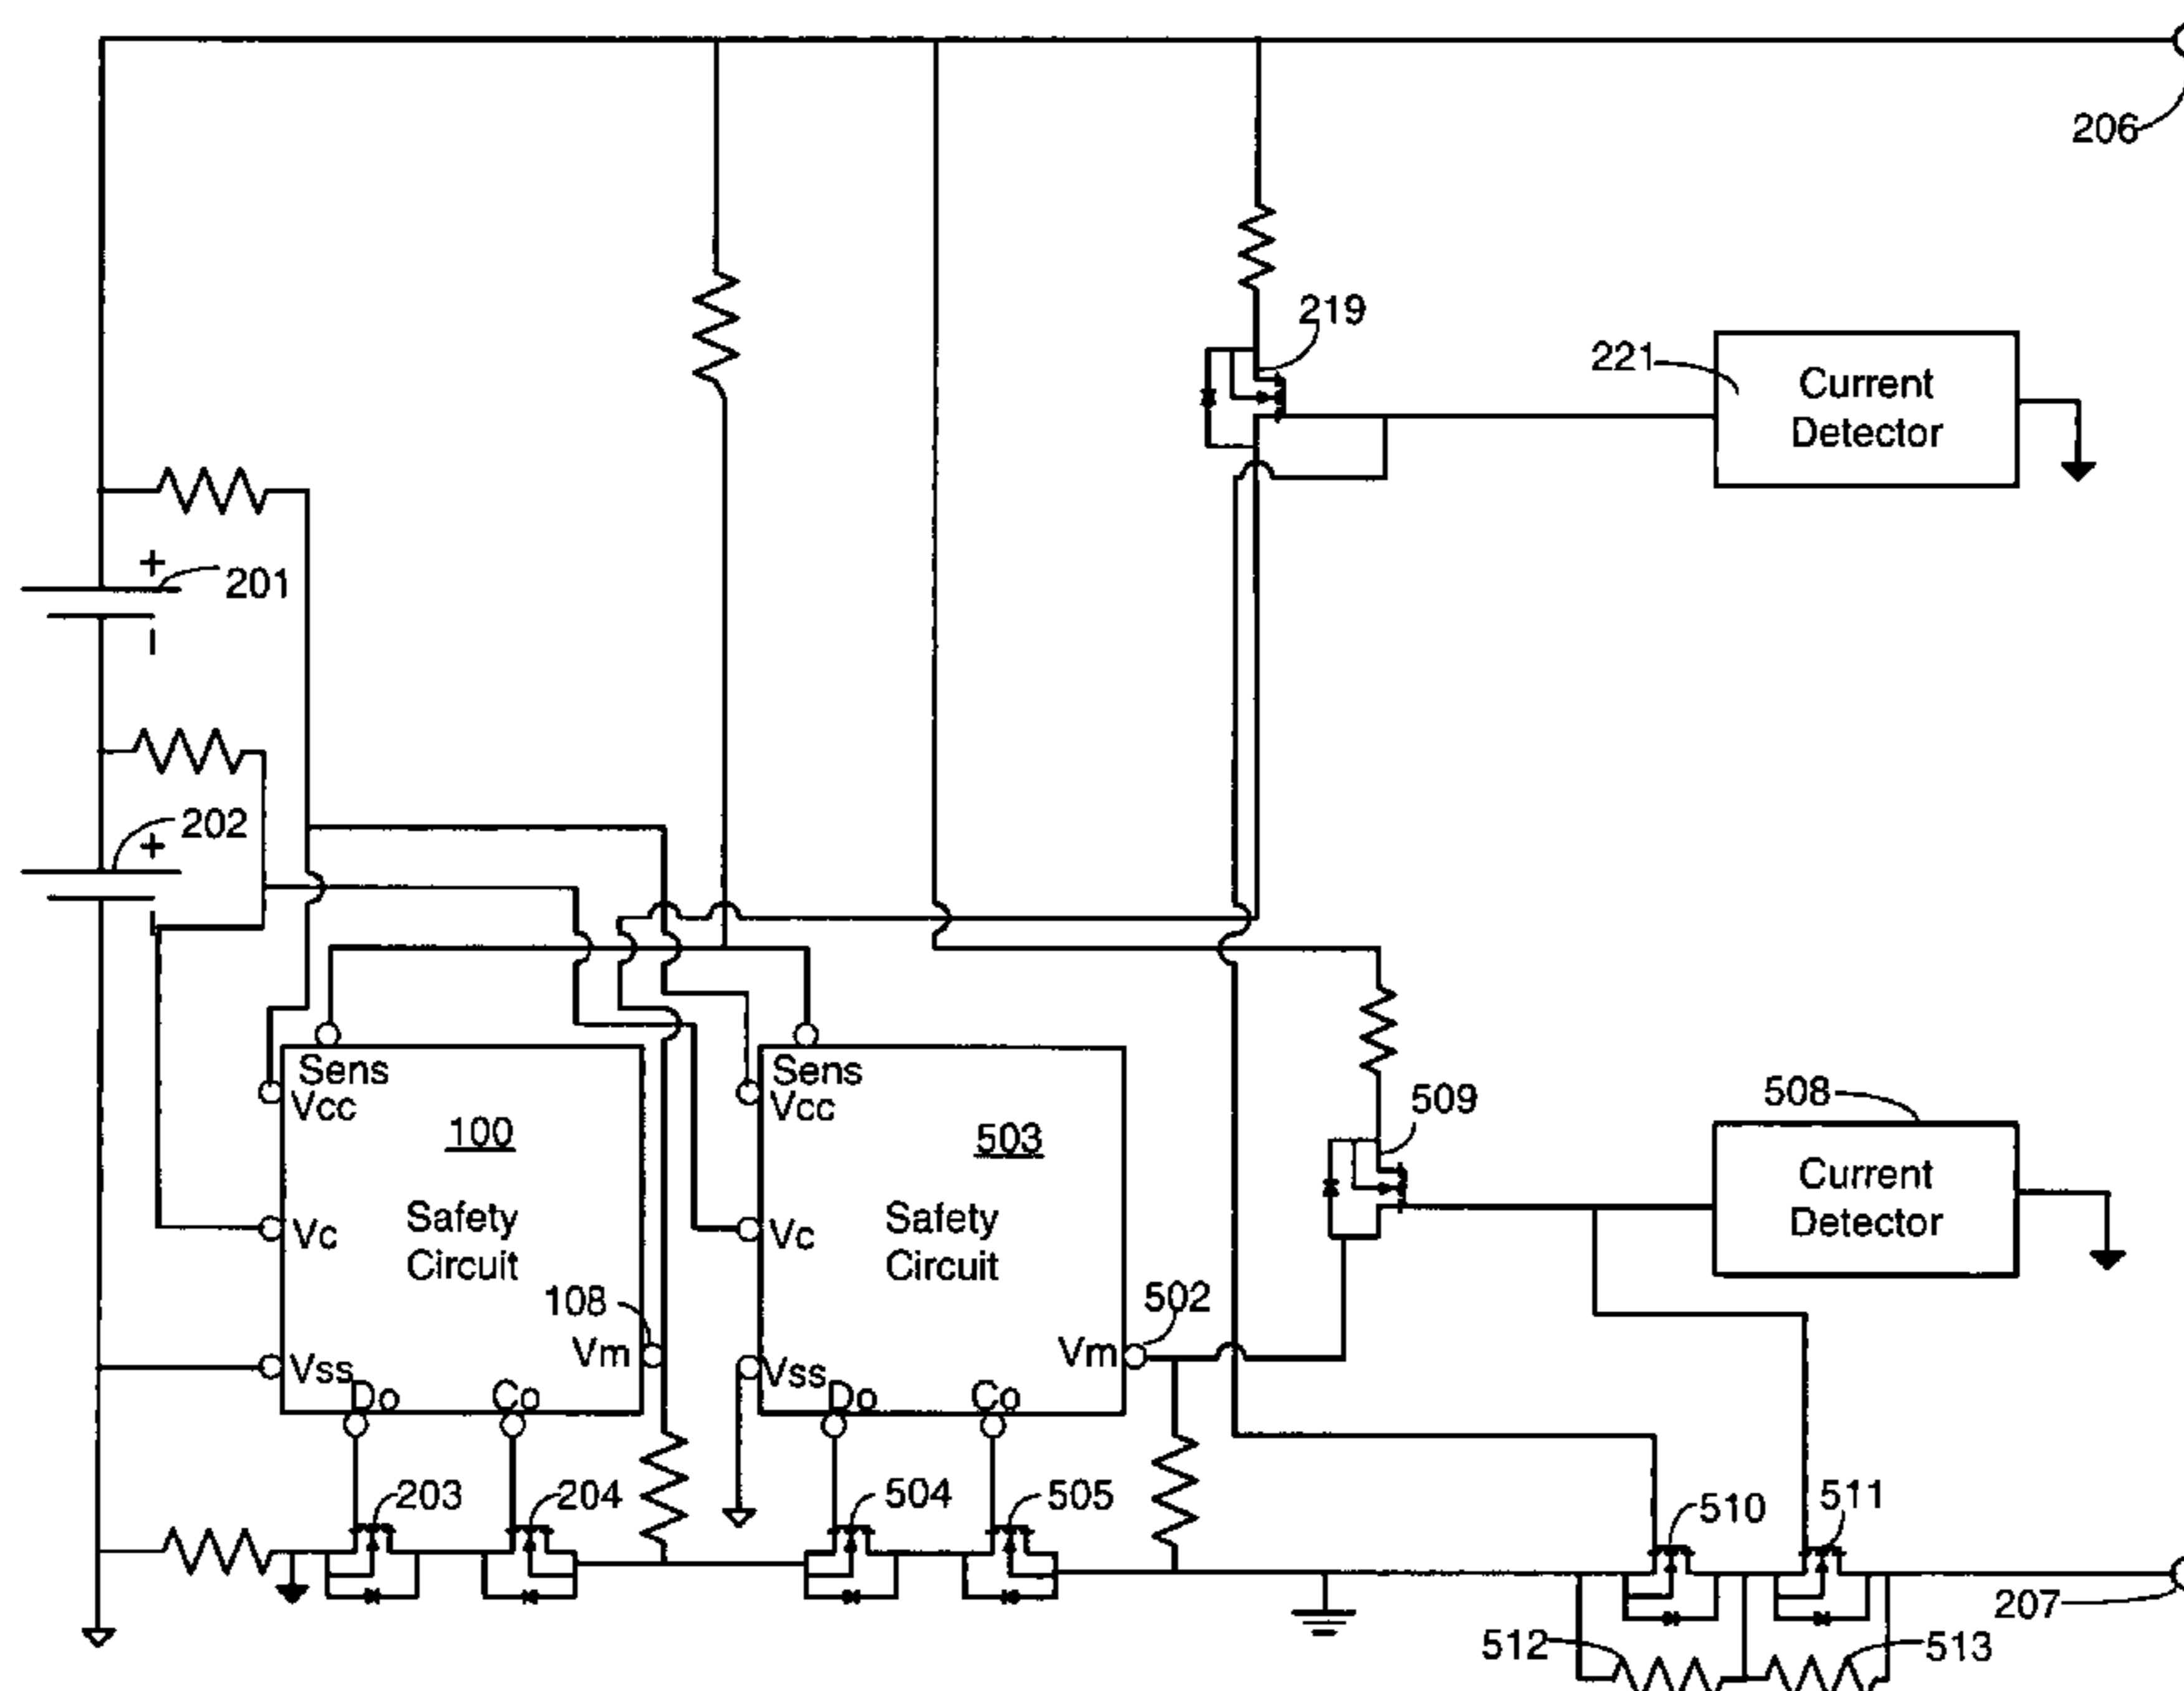 206
219
221
Current
Detector
+
201
202
+
Sens
Vcc
100
Safety
Circuit
Vc
108
Vm
Vss
Do
Co
Sens
Vcc
503
Safety
Circuit
Vc
502
Vm
Vss
Do
Co
509
508
Current
Detector
203
204
504
505
510
511
207
512
513